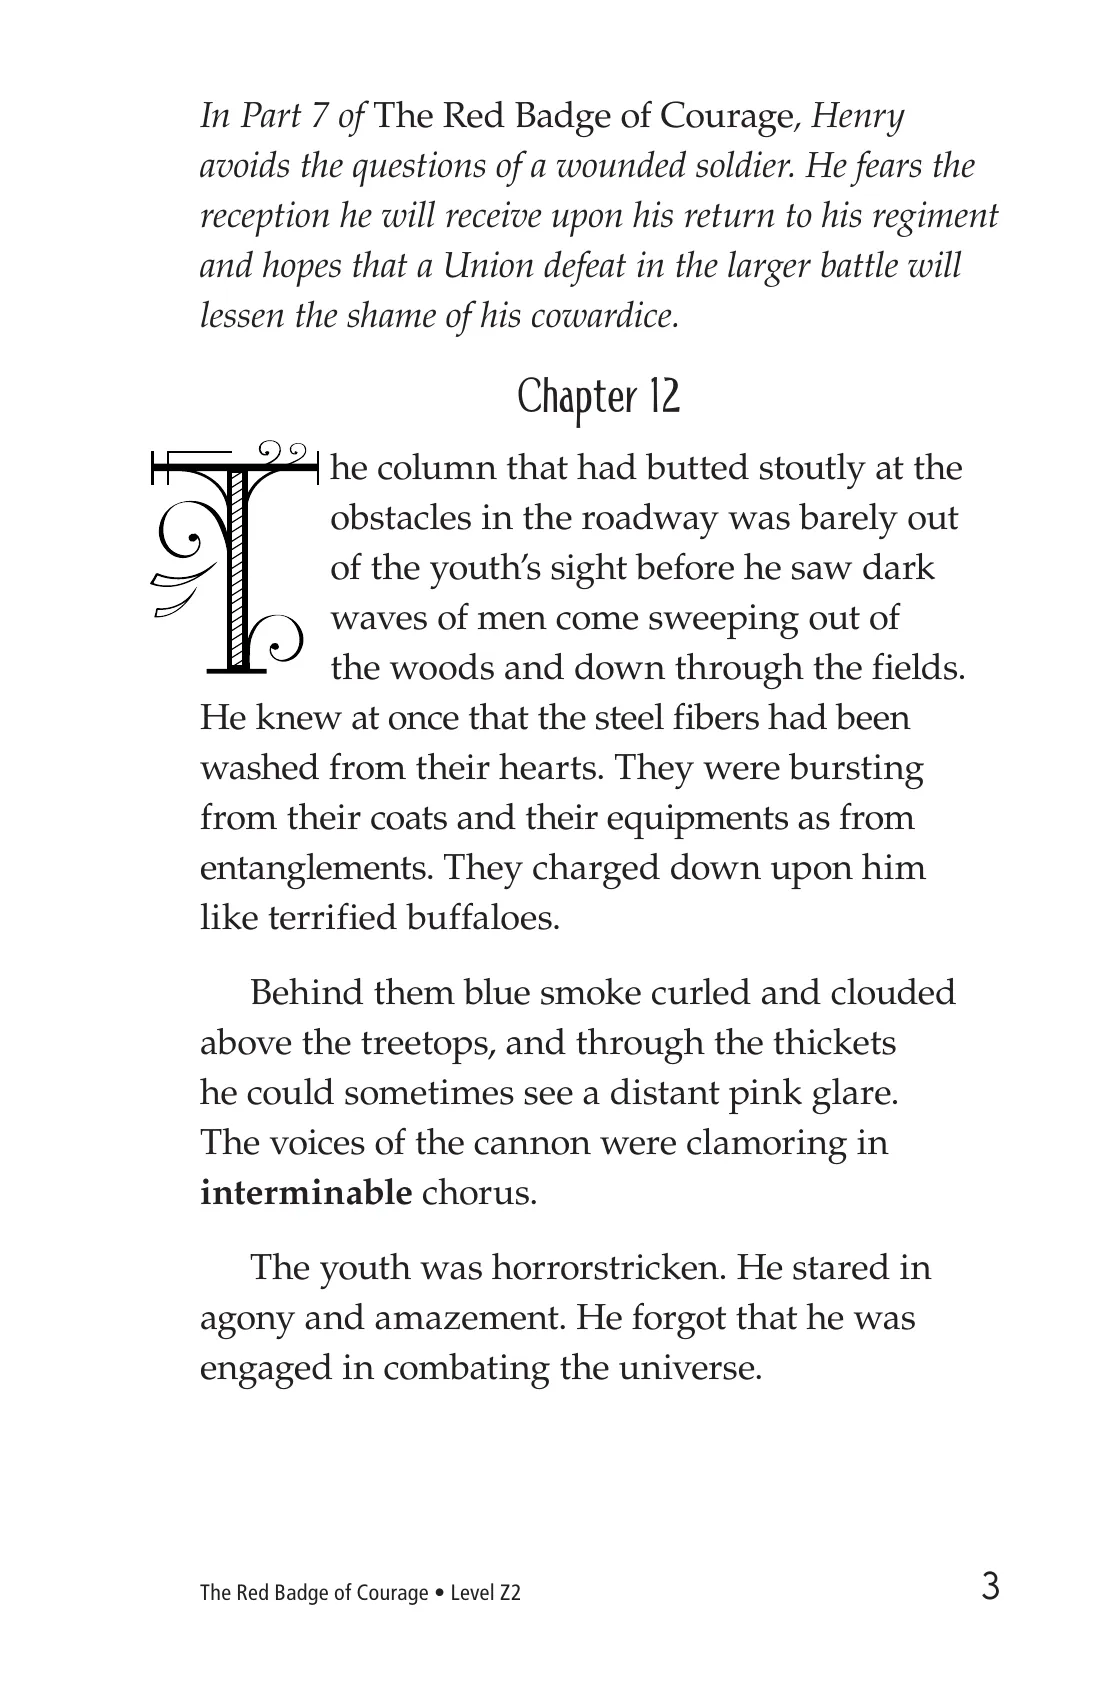 In Part 7 of The Red Badge of Courage, Henry
avoids the questions of a wounded soldier. He fears the
reception he will receive upon his return to his regiment
and hopes that a Union defeat in the larger battle will
lessen the shame of his cowardice.
Chapter 12
The column that had butted stoutly at the
obstacles in the roadway was barely out
of the youth’s sight before he saw dark
waves of men come sweeping out of
the woods and down through the fields.
He knew at once that the steel fibers had been
washed from their hearts. They were bursting
from their coats and their equipments as from
entanglements. They charged down upon him
like terrified buffaloes.
Behind them blue smoke curled and clouded
above the treetops, and through the thickets
he could sometimes see a distant pink glare.
The voices of the cannon were clamoring in
interminable chorus.
The youth was horrorstricken. He stared in
agony and amazement. He forgot that he was
engaged in combating the universe.
The Red Badge of Courage • Level Z2
3